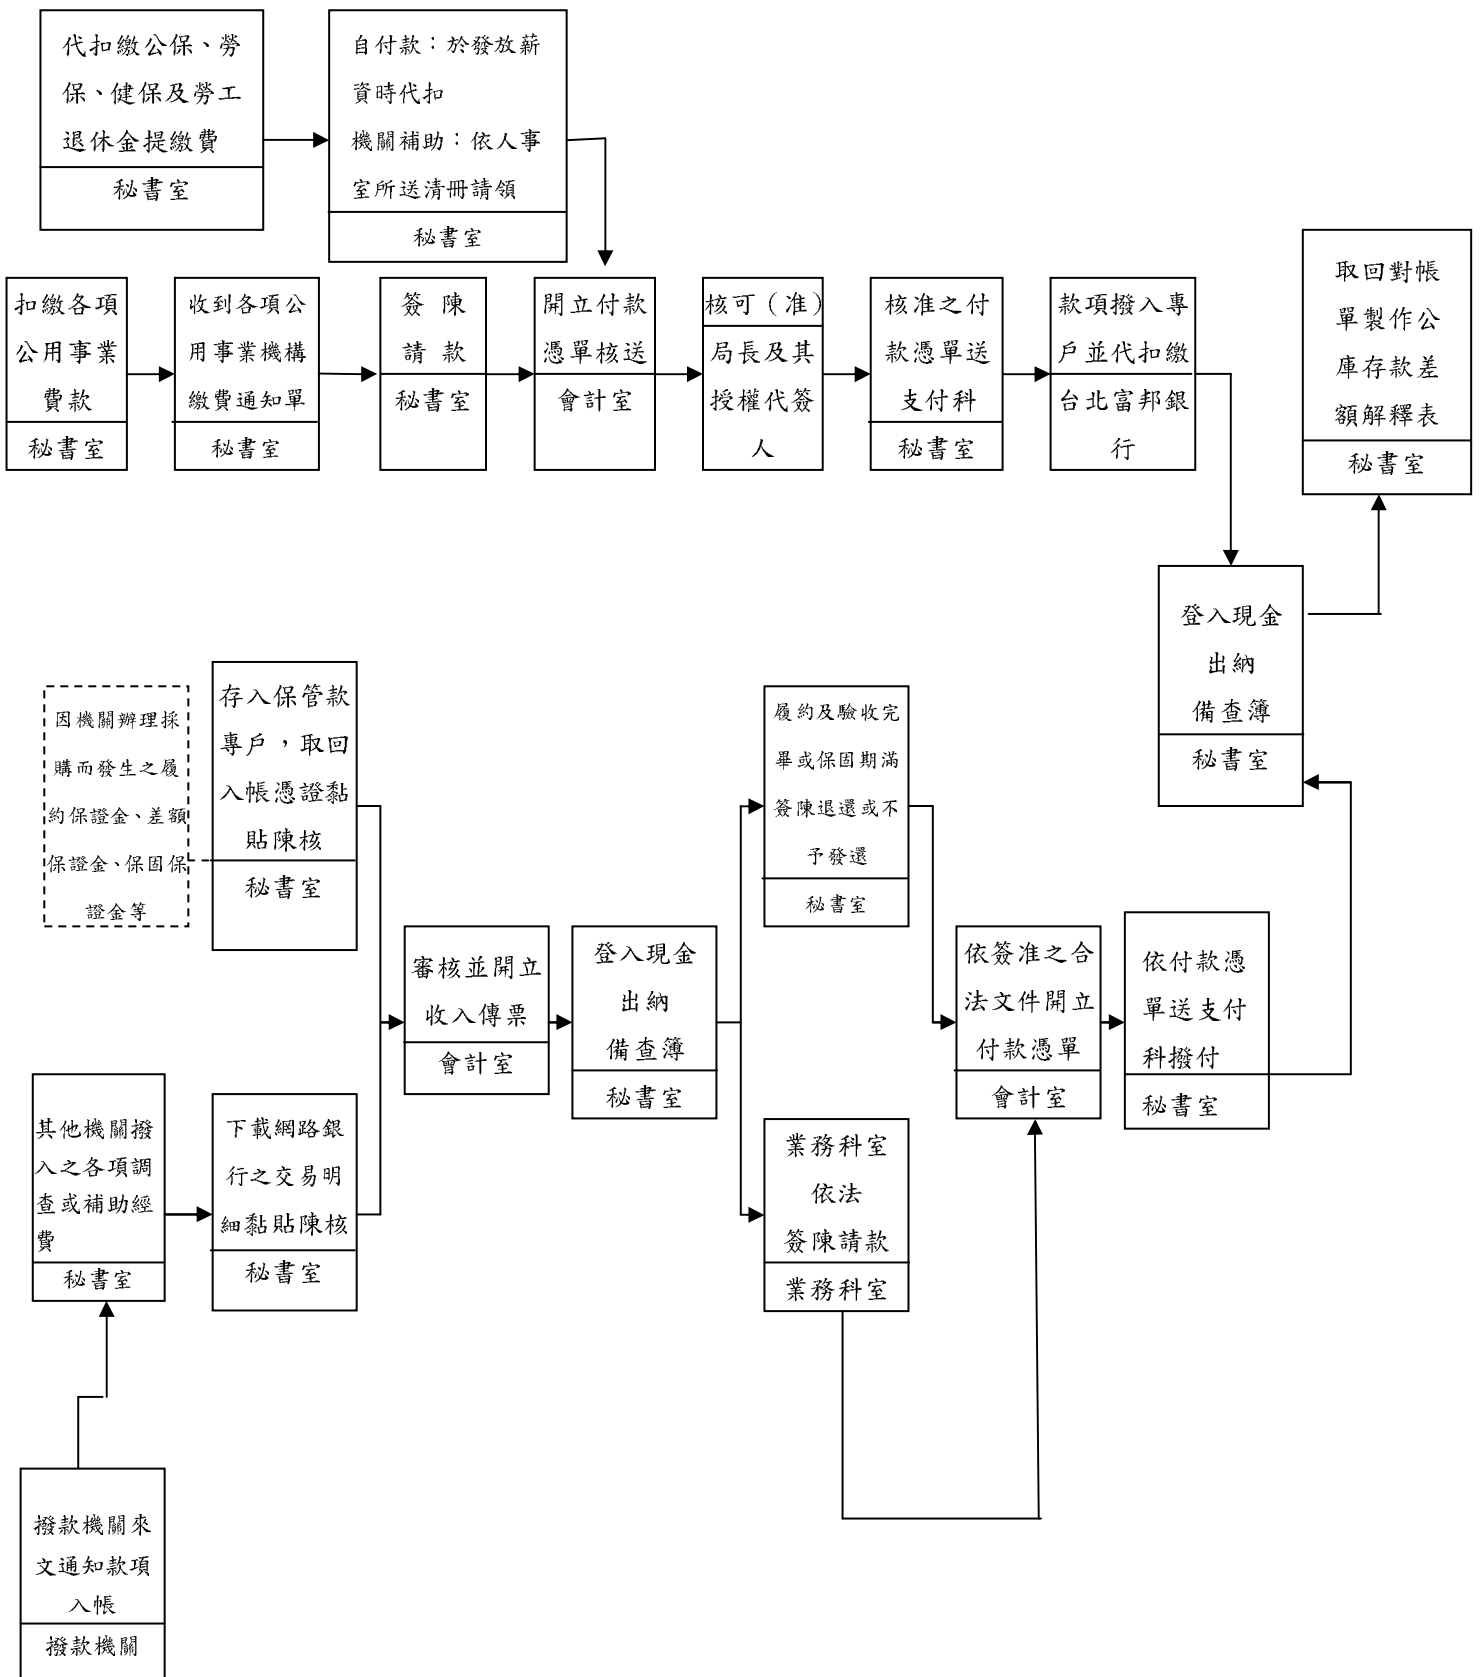 代扣繳公保、勞
保、健保及勞工
退休金提繳費
秘書室
自付款：於發放薪
資時代扣
機關補助：依人事
室所送清冊請領
秘書室
扣繳各項
公用事業
費款
秘書室
收到各項公
用事業機構
繳費通知單
秘書室
簽陳
請款
秘書室
開立付款
憑單核送
會計室
核可（准）
局長及其
授權代簽
人
核准之付
款憑單送
支付科
秘書室
款項撥入專
戶並代扣繳
台北富邦銀
行
取回對帳
單製作公
庫存款差
額解釋表
秘書室
登入現金
出納
備查簿
秘書室
因機關辦理採
購而發生之履
約保證金、差額
保證金、保固保
證金等
存入保管款
專戶，取回
入帳憑證黏
貼陳核
秘書室
履約及驗收完
畢或保固期滿
簽陳退還或不
予發還
秘書室
審核並開立
收入傳票
會計室
登入現金
出納
備查簿
秘書室
依簽准之合
法文件開立
付款憑單
會計室
依付款憑
單送支付
科撥付
秘書室
其他機關撥
入之各項調
查或補助經
費
秘書室
下載網路銀
行之交易明
細黏貼陳核
秘書室
業務科室
依法
簽陳請款
業務科室
撥款機關來
文通知款項
入帳
撥款機關